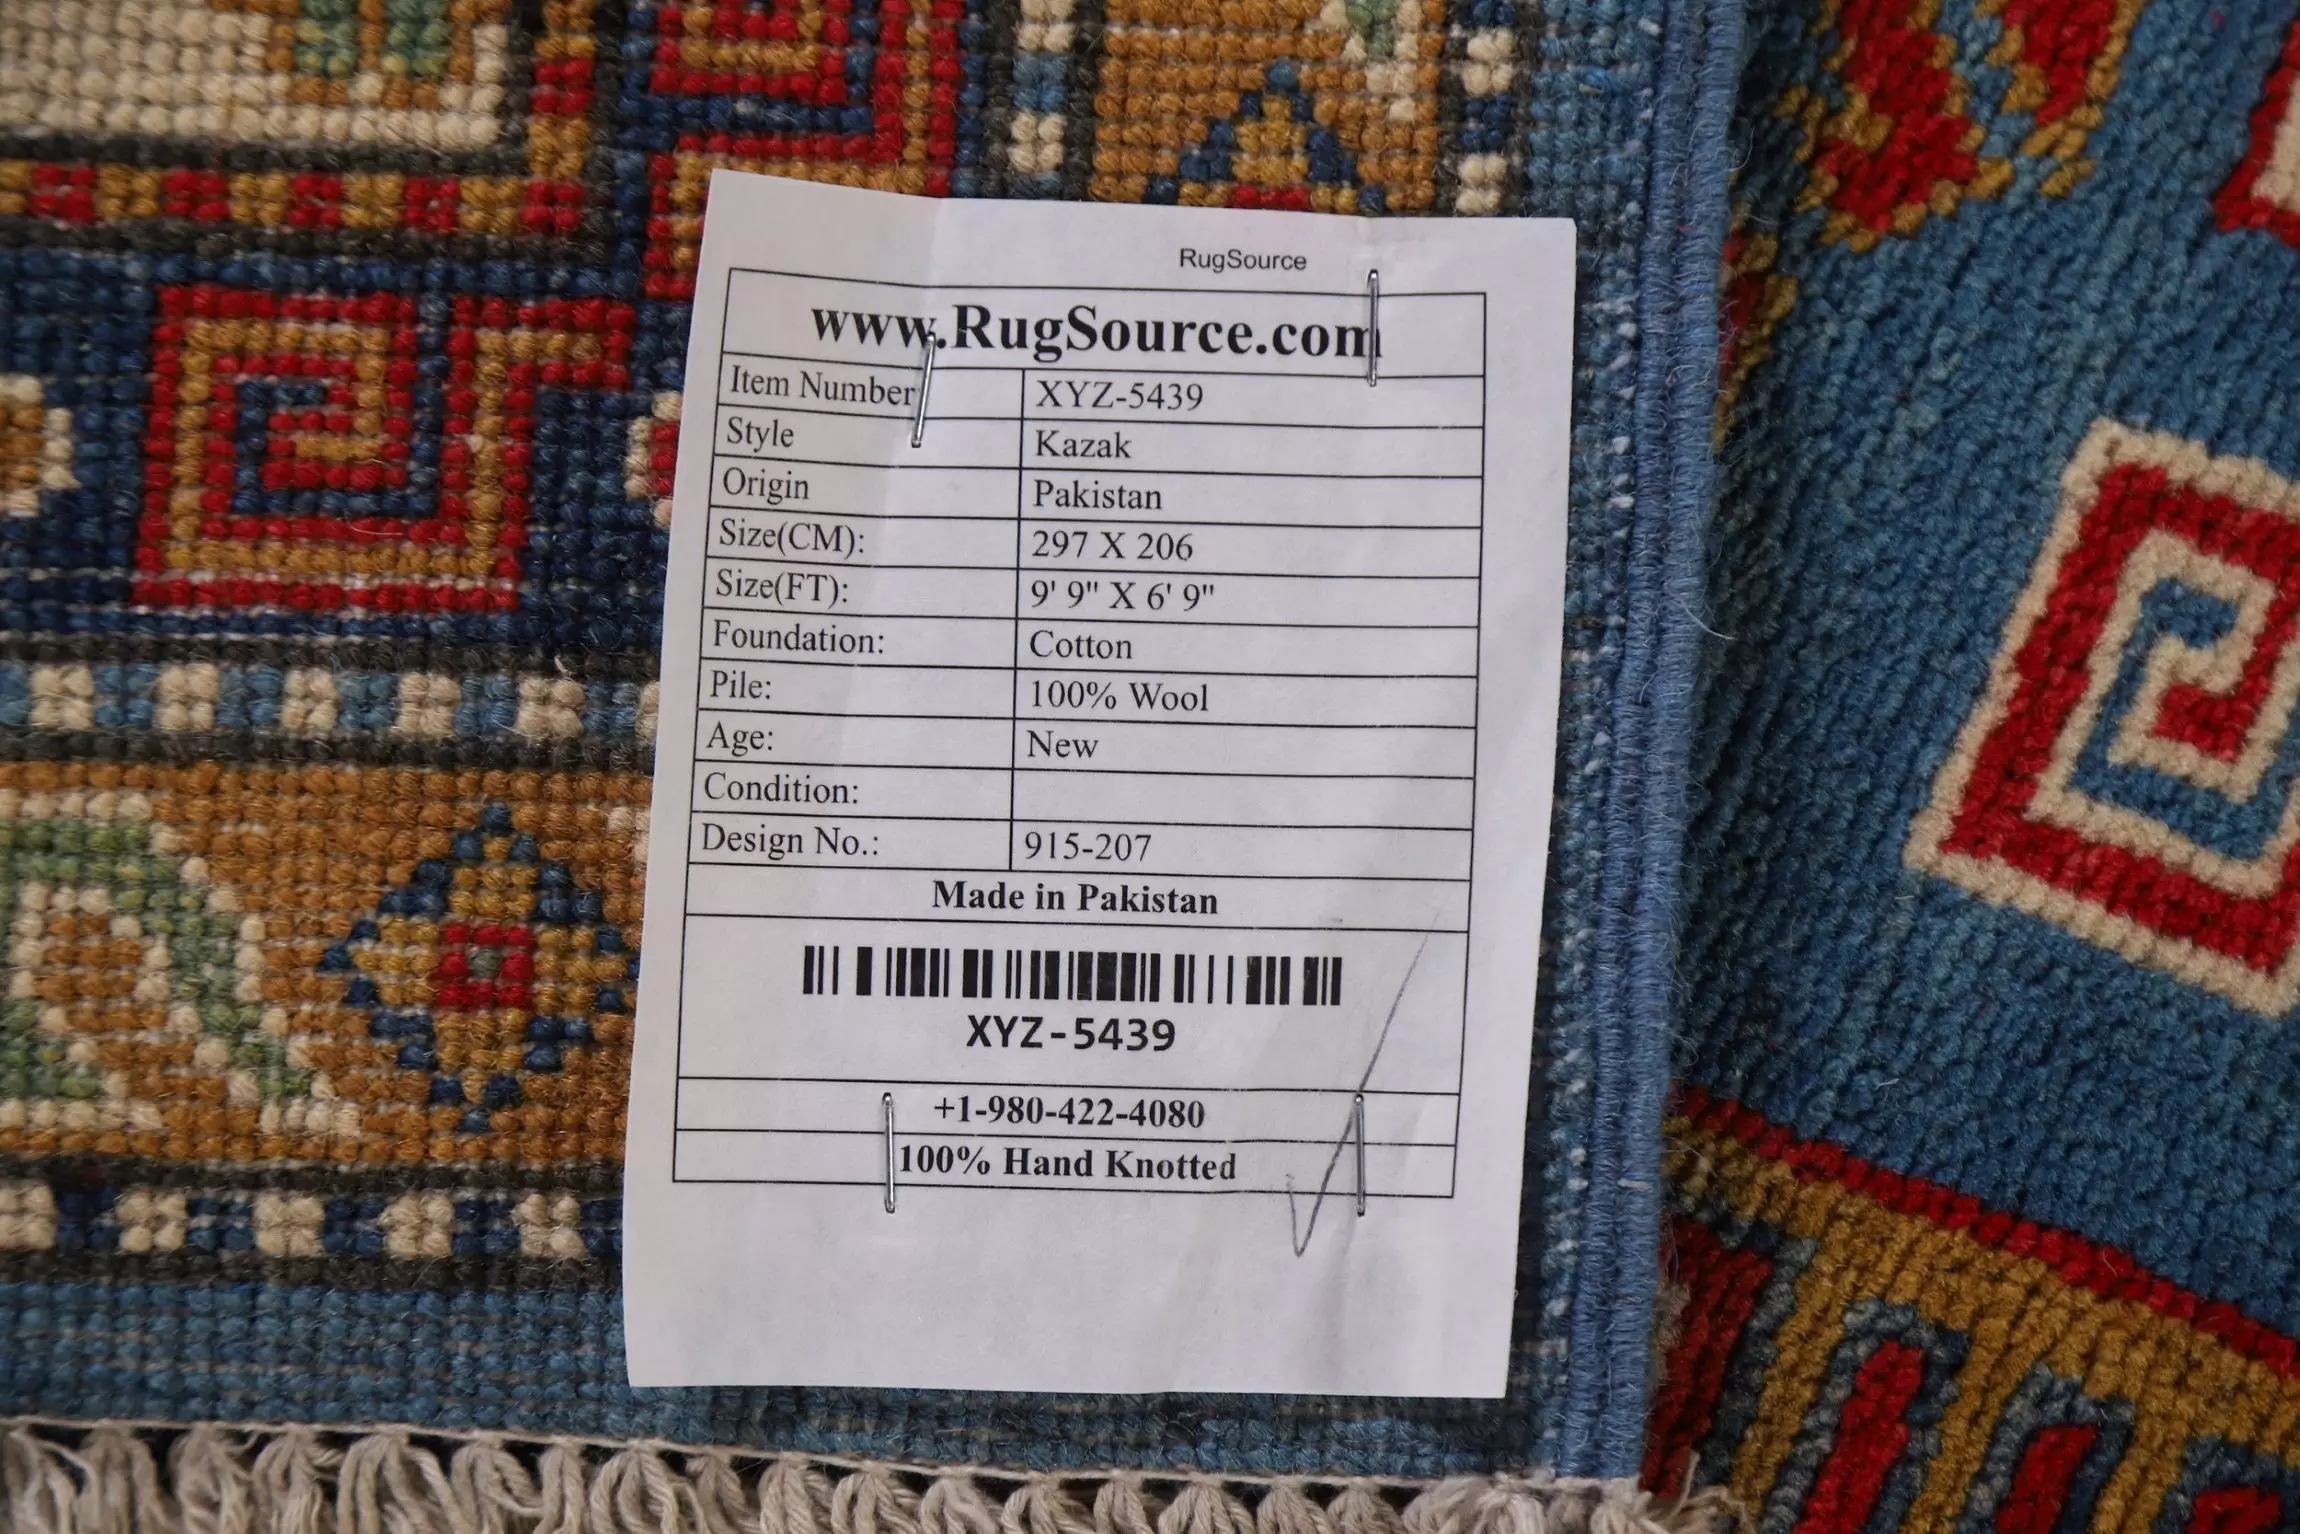 RugSource
www.RugSource.com
Item Number XYZ-5439
Style Kazak
Origin Pakistan
Size(CM): 297 X 206
Size(FT): 9' 9" X 6' 9"
Foundation: Cotton
Pile: 100% Wool
Age: New
Condition:
Design No.: 915-207
Made in Pakistan
XYZ-5439
+1-980-422-4080
100% Hand Knotted